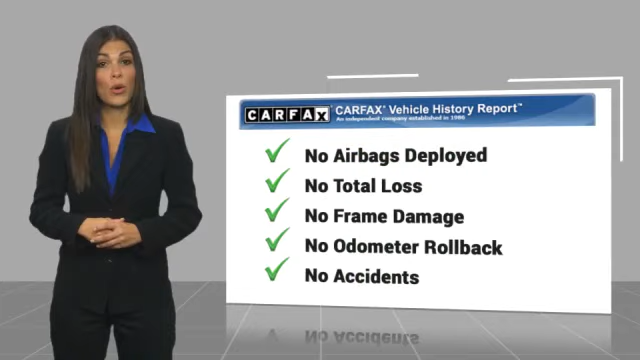 CARFAX CARFAX® Vehicle History Report™
An independent company established in 1986
No Airbags Deployed
No Total Loss
No Frame Damage
No Odometer Rollback
No Accidents